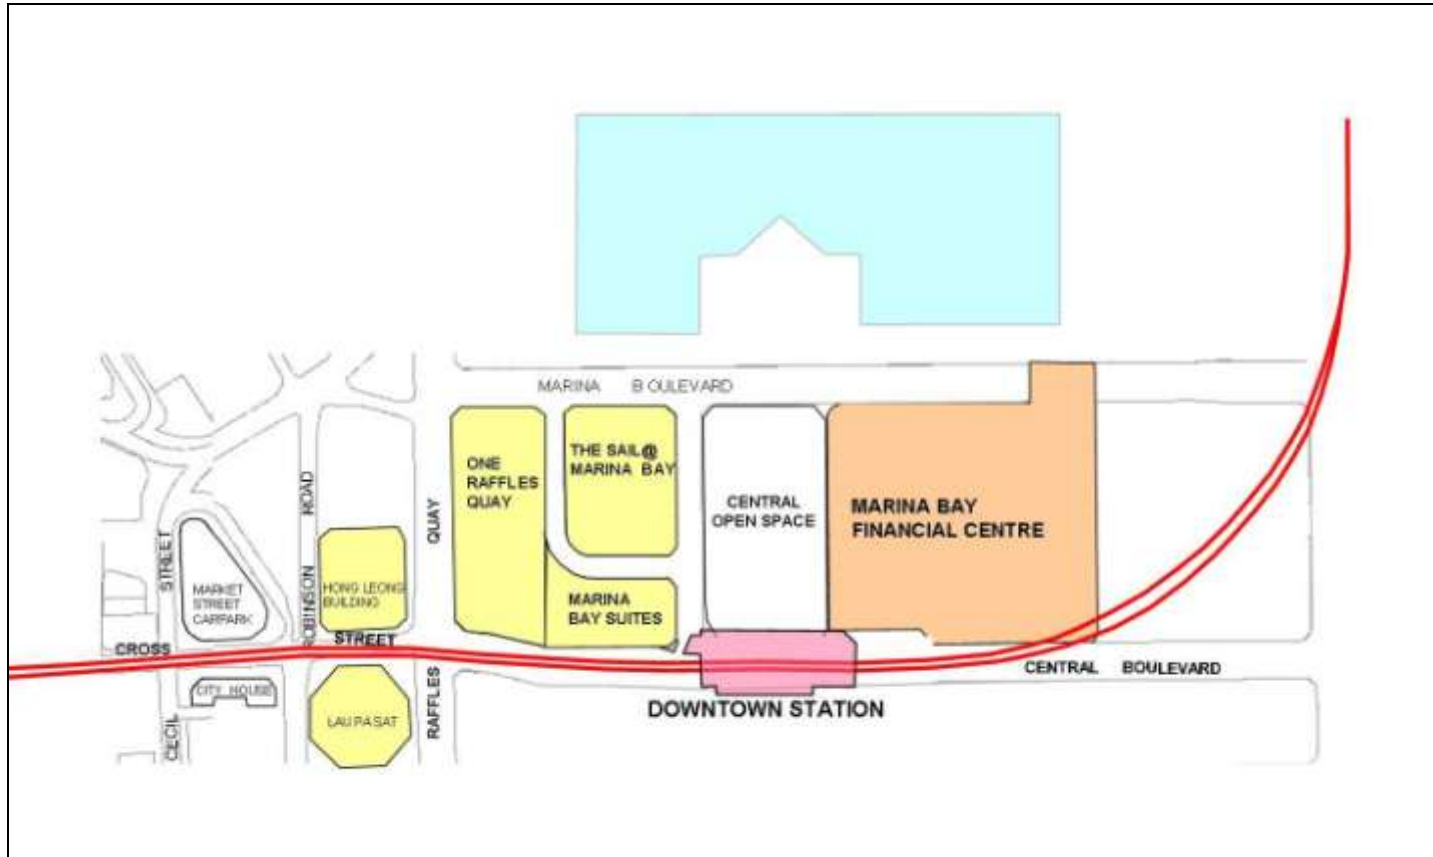 MARINA BOULEVARD
ONE
RAFFLES
QUAY
THE SAIL@
MARINA BAY
CENTRAL
OPEN SPACE
MARINA BAY
FINANCIAL CENTRE
ROBINSON ROAD
RAFFLES QUAY
CECIL STREET
MARKET
STREET
CARPARK
HONG LEONG
BUILDING
MARINA
BAY SUITES
CROSS STREET
CENTRAL BOULEVARD
CITY HOUSE
LAU PASAT
DOWNTOWN STATION